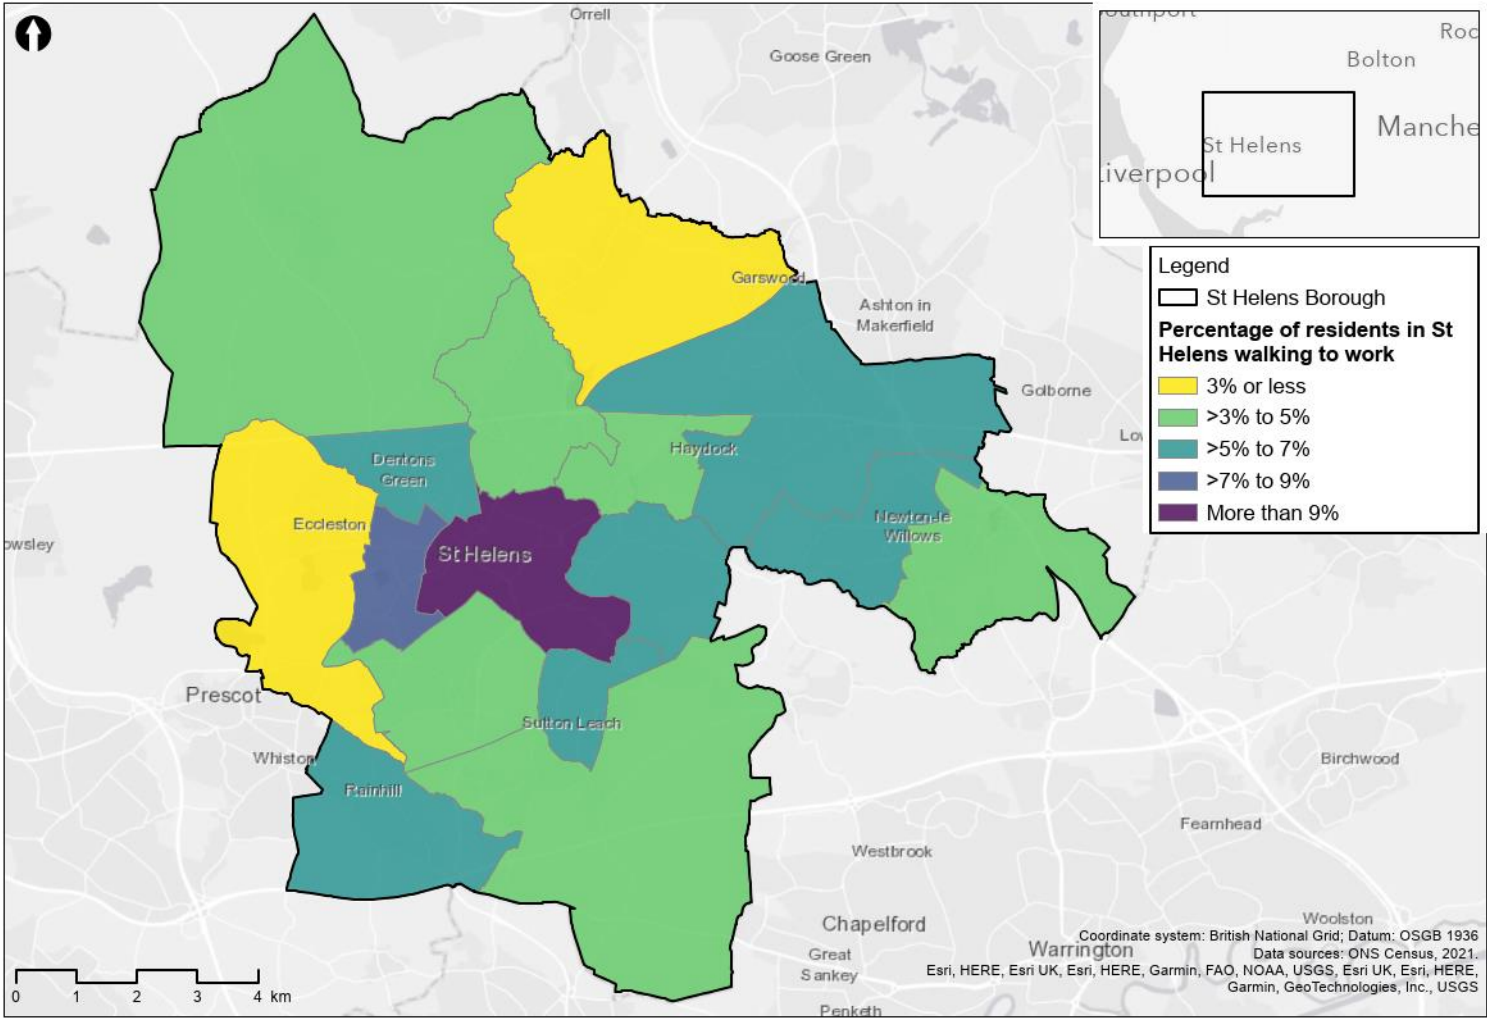 Orrell
Goose Green
Garswood
Ashton in
Makerfield
Golborne
Haydock
Dentons
Green
Eccleston
St Helens
Newton-le
Willows
owsley
Prescot
Sutton Leach
Whiston
Rainhill
Birchwood
Fearnhead
Westbrook
Chapelford
Great
Sankey
Penketh
Warrington
Woolston
0 1 2 3 4 km
Roc
Bolton
Manche
St Helens
iverpool
Legend
St Helens Borough
Percentage of residents in St
Helens walking to work
3% or less
>3% to 5%
>5% to 7%
>7% to 9%
More than 9%
Coordinate system: British National Grid; Datum: OSGB 1936
Data sources: ONS Census, 2021.
Esri, HERE, Esri UK, Esri, HERE, Garmin, FAO, NOAA, USGS, Esri UK, Esri, HERE,
Garmin, GeoTechnologies, Inc., USGS